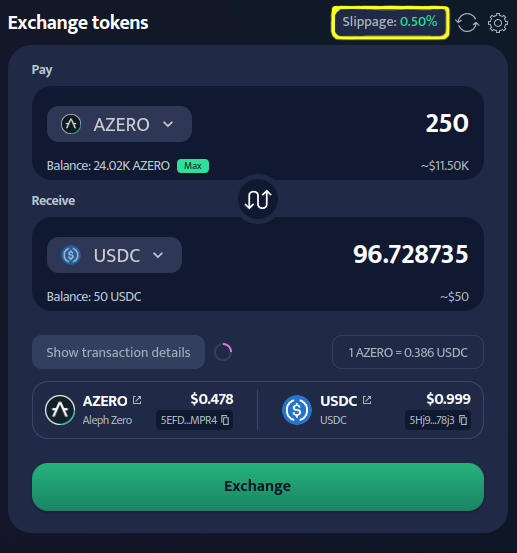 Exchange tokens Slippage: 0.50%
Pay
AZERO 250
Balance: 24.02K AZERO Max ~$11.50K
Receive
USDC 96.728735
Balance: 50 USDC ~$50
Show transaction details 1 AZERO = 0.386 USDC
AZERO $0.478 USDC $0.999
Aleph Zero 5EFD...MPR4 USDC 5Hj9...78j3
Exchange